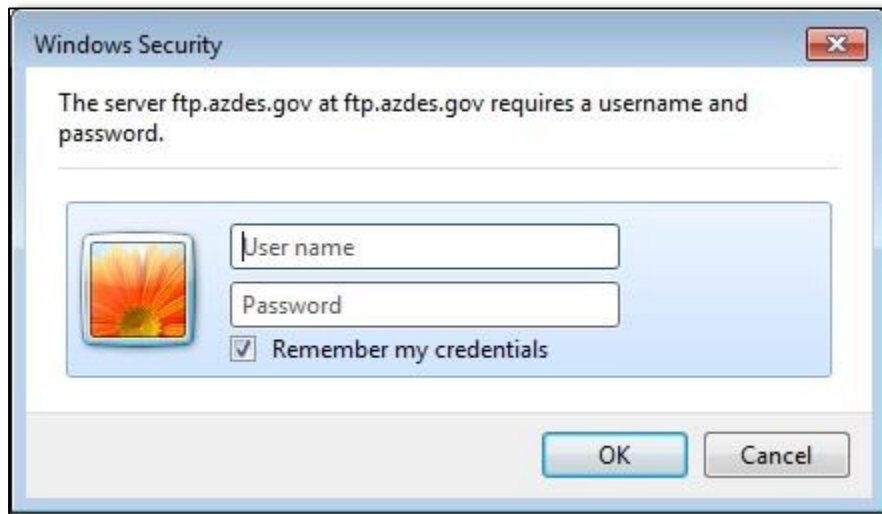 Windows Security
The server ftp.azdes.gov at ftp.azdes.gov requires a username and
password.
User name
Password
Remember my credentials
OK
Cancel